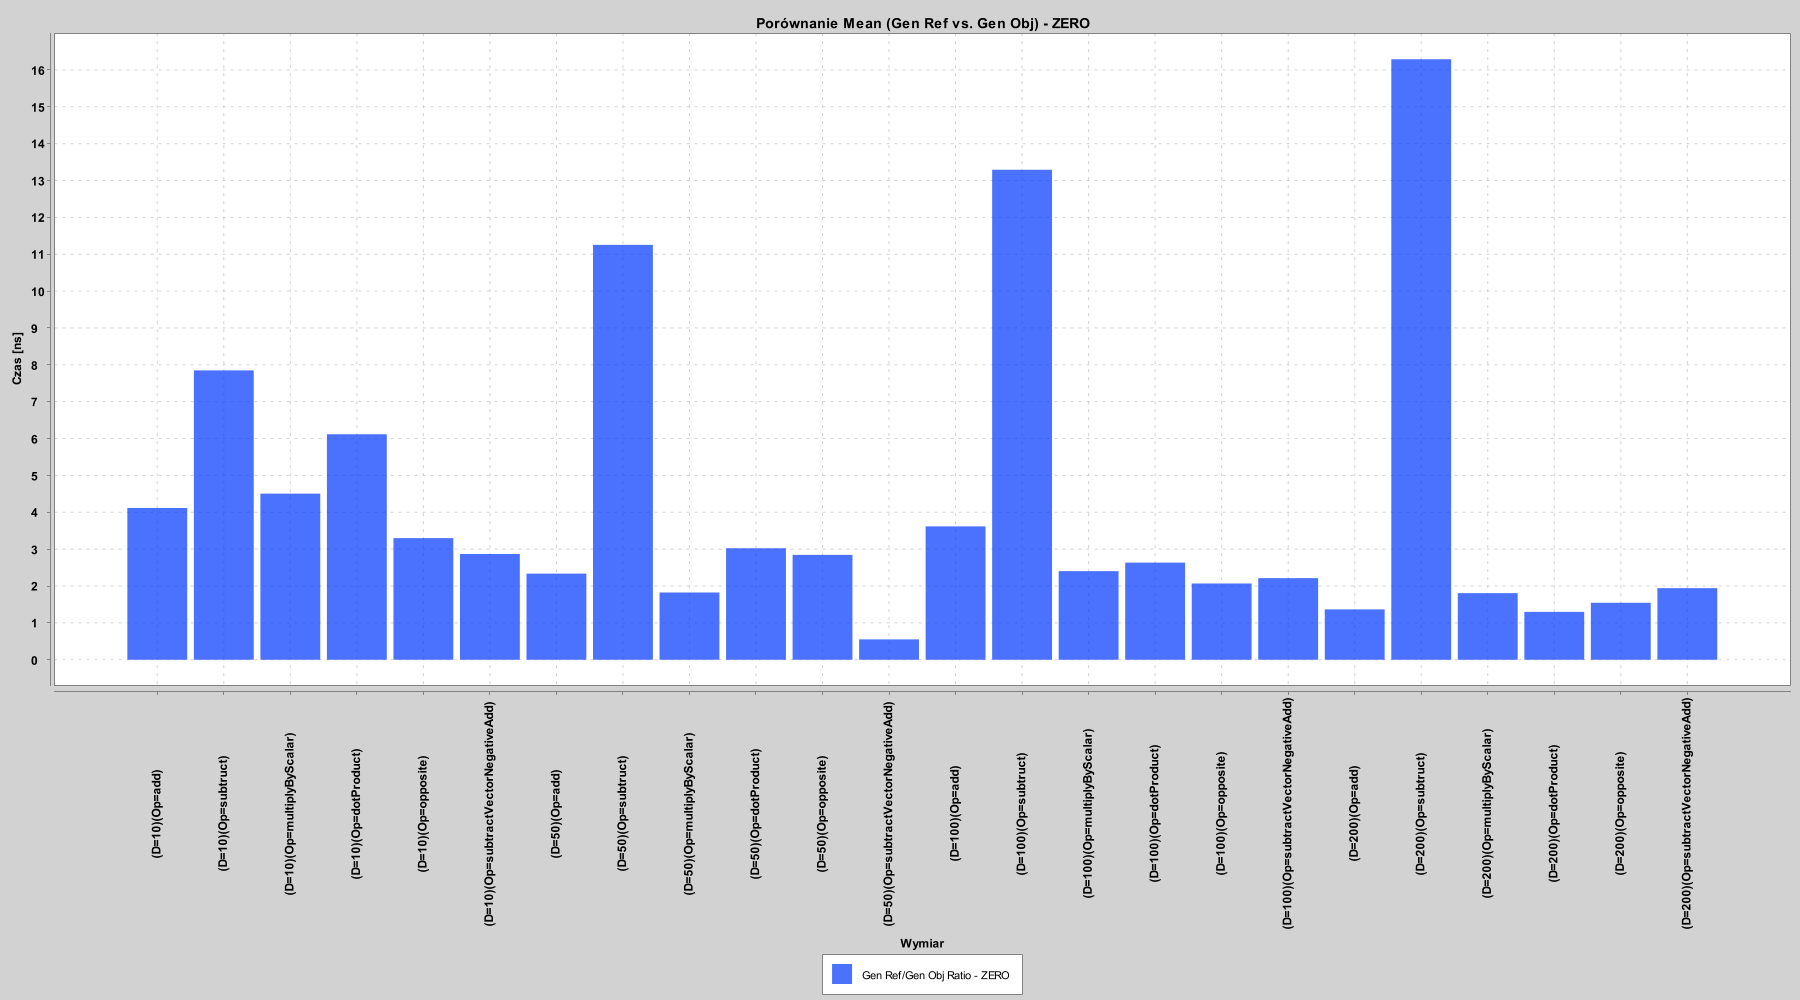 Porównanie Mean (Gen Ref vs. Gen Obj) - ZERO
Czas [ns]
16
15
14
13
12
11
10
9
8
7
6
5
4
3
2
1
0
(D=10)(Op=add)
(D=10)(Op=subtruct)
(D=10)(Op=multiplyByScalar)
(D=10)(Op=dotProduct)
(D=10)(Op=opposite)
(D=10)(Op=subtractVectorNegativeAdd)
(D=50)(Op=add)
(D=50)(Op=subtruct)
(D=50)(Op=multiplyByScalar)
(D=50)(Op=dotProduct)
(D=50)(Op=opposite)
(D=50)(Op=subtractVectorNegativeAdd)
(D=100)(Op=add)
(D=100)(Op=subtruct)
(D=100)(Op=multiplyByScalar)
(D=100)(Op=dotProduct)
(D=100)(Op=opposite)
(D=100)(Op=subtractVectorNegativeAdd)
(D=200)(Op=add)
(D=200)(Op=subtruct)
(D=200)(Op=multiplyByScalar)
(D=200)(Op=dotProduct)
(D=200)(Op=opposite)
(D=200)(Op=subtractVectorNegativeAdd)
Wymiar
Gen Ref/Gen Obj Ratio - ZERO